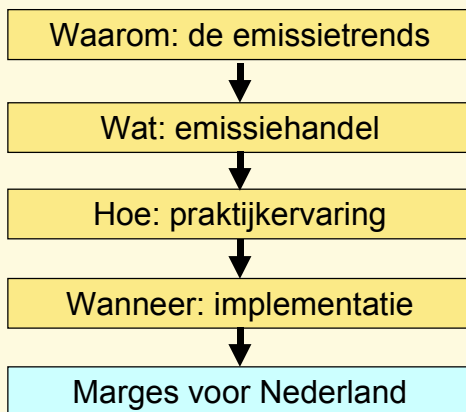 Waarom: de emissietrends
Wat: emissiehandel
Hoe: praktijkervaring
Wanneer: implementatie
Marges voor Nederland